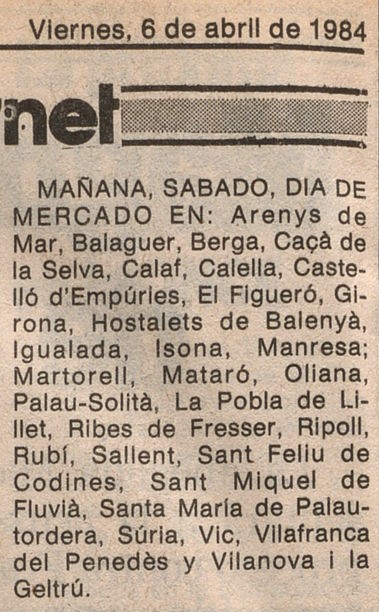 Viernes, 6 de abril de 1984
rnet
MAÑANA, SABADO, DIA DE
MERCADO EN: Arenys de
Mar, Balaguer, Berga, Caçà de
la Selva, Calaf, Calella, Caste-
lló d'Empúries, El Figueró, Gi-
rona, Hostalets de Balenyà,
Igualada, Isona, Manresa;
Martorell, Mataró, Oliana,
Palau-Solità, La Pobla de Li-
llet, Ribes de Fresser, Ripoll,
Rubí, Sallent, Sant Feliu de
Codines, Sant Miquel de
Fluvià, Santa María de Palau-
tordera, Súria, Vic, Vilafranca
del Penedès y Vilanova i la
Geltrú.